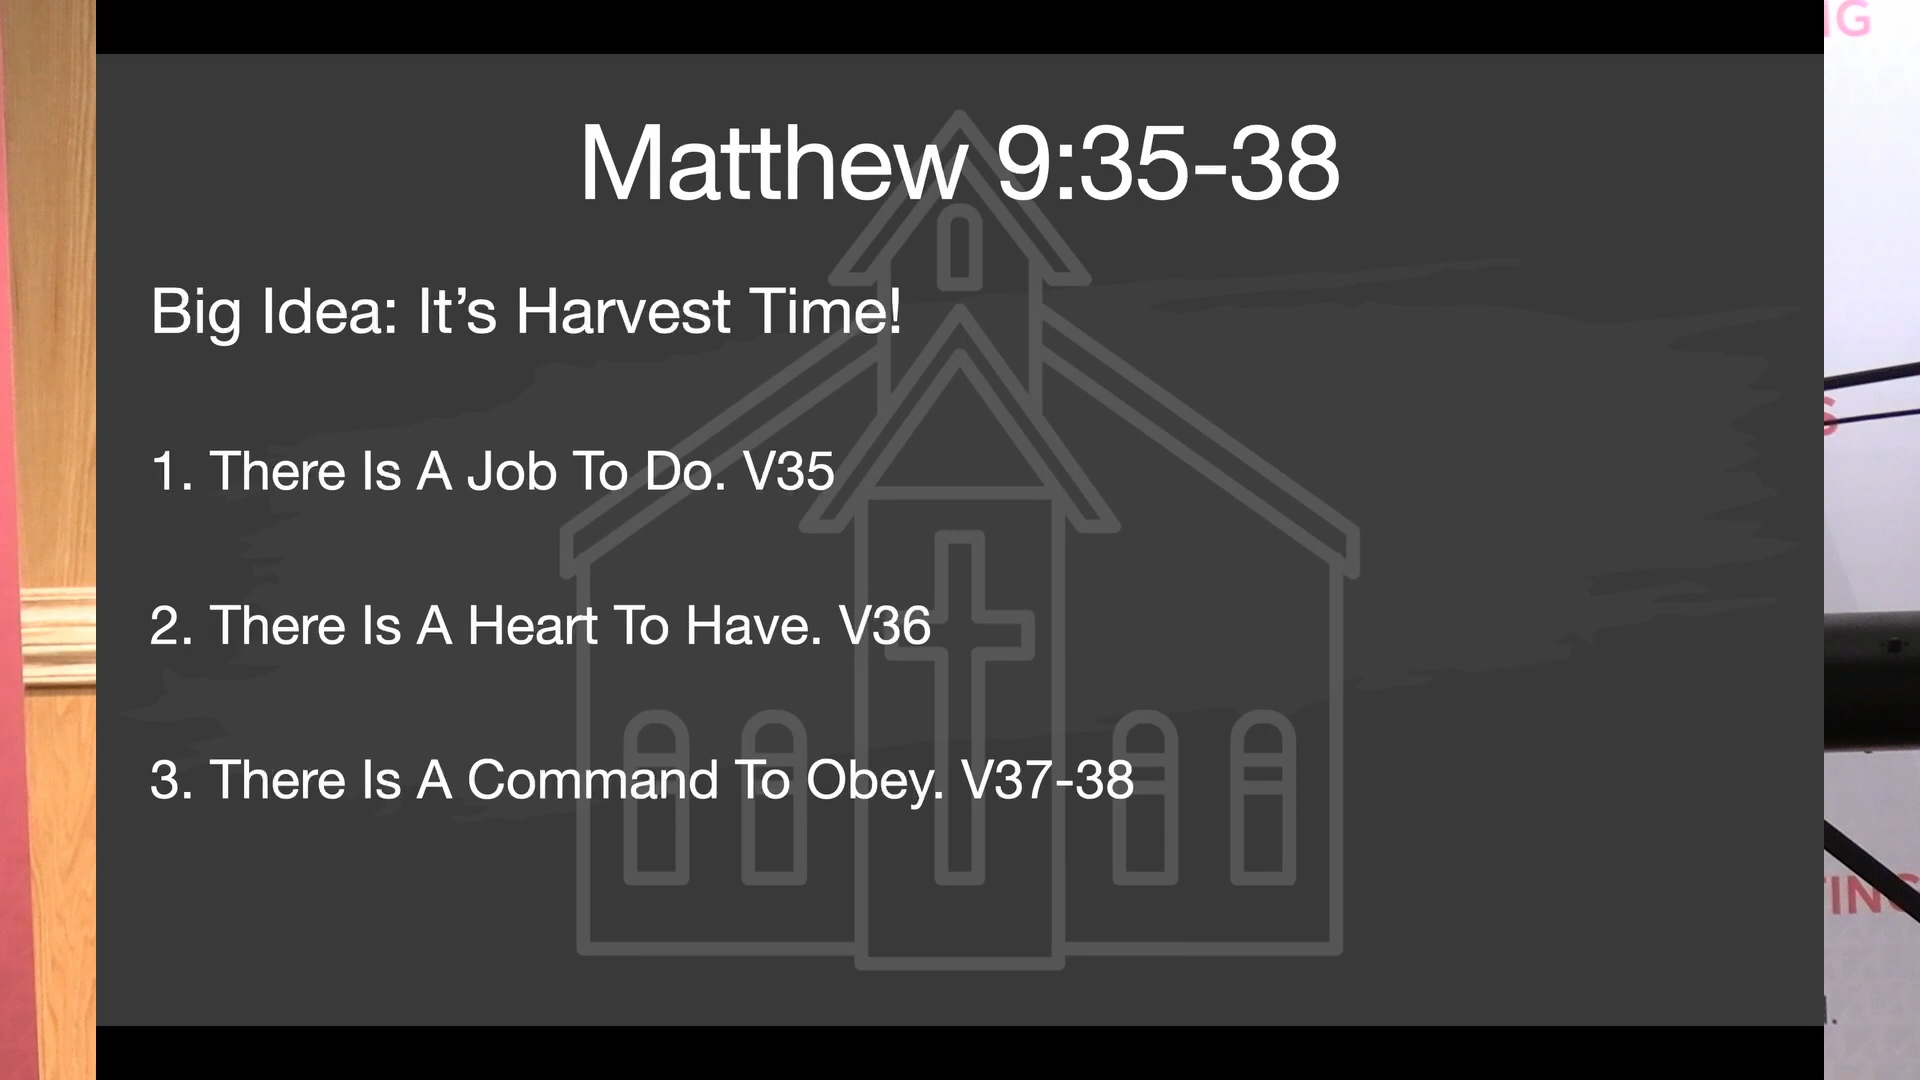 Matthew 9:35-38
Big Idea: It’s Harvest Time!
1. There Is A Job To Do. V35
2. There Is A Heart To Have. V36
3. There Is A Command To Obey. V37-38